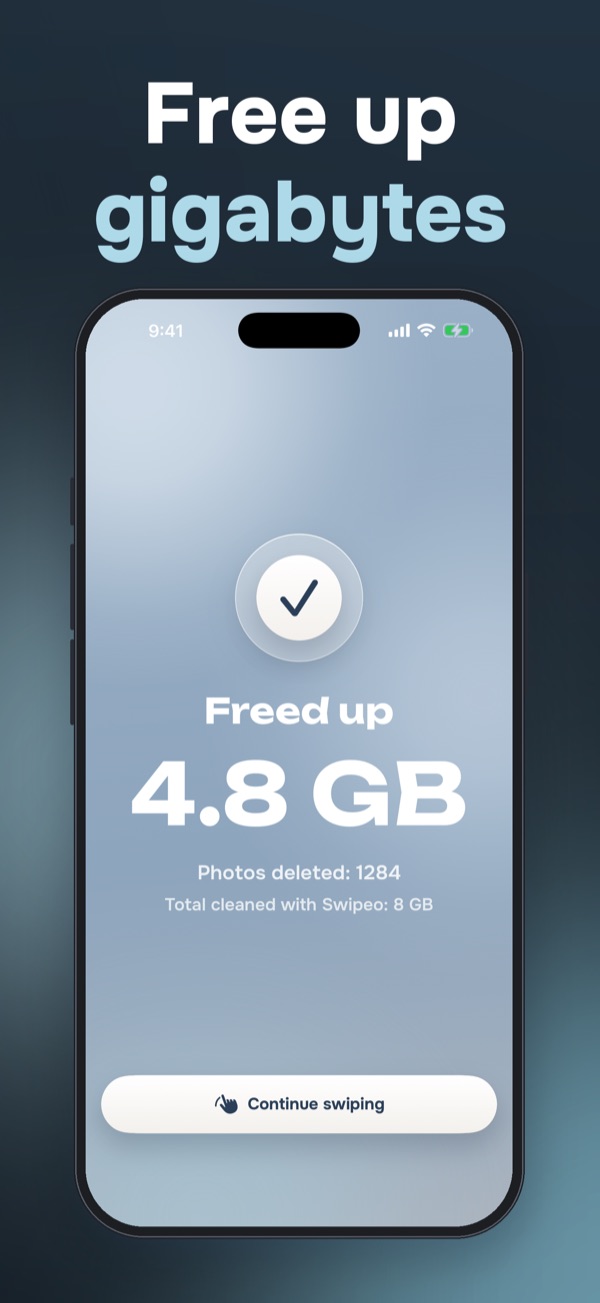 Free up
gigabytes
9:41
Freed up
4.8 GB
Photos deleted: 1284
Total cleaned with Swipeo: 8 GB
Continue swiping